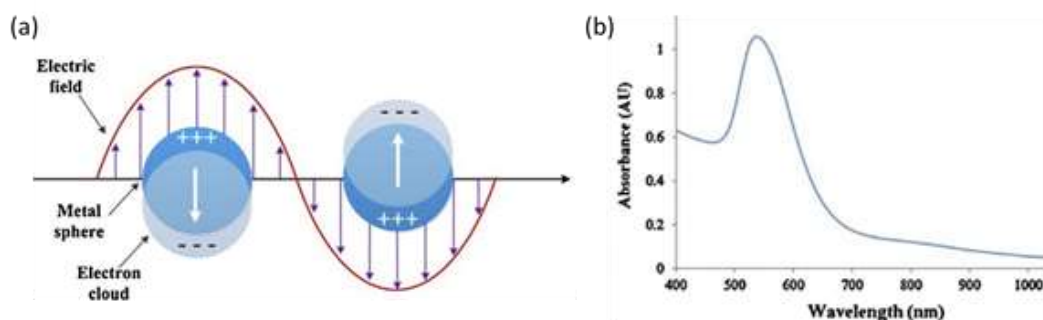 (a)
Electric
field
+++
- - -
Metal
sphere
- - -
Electron
cloud
+++
(b)
Absorbance (AU)
1
0.8
0.6
0.4
0.2
0
400 500 600 700 800 900 1000
Wavelength (nm)